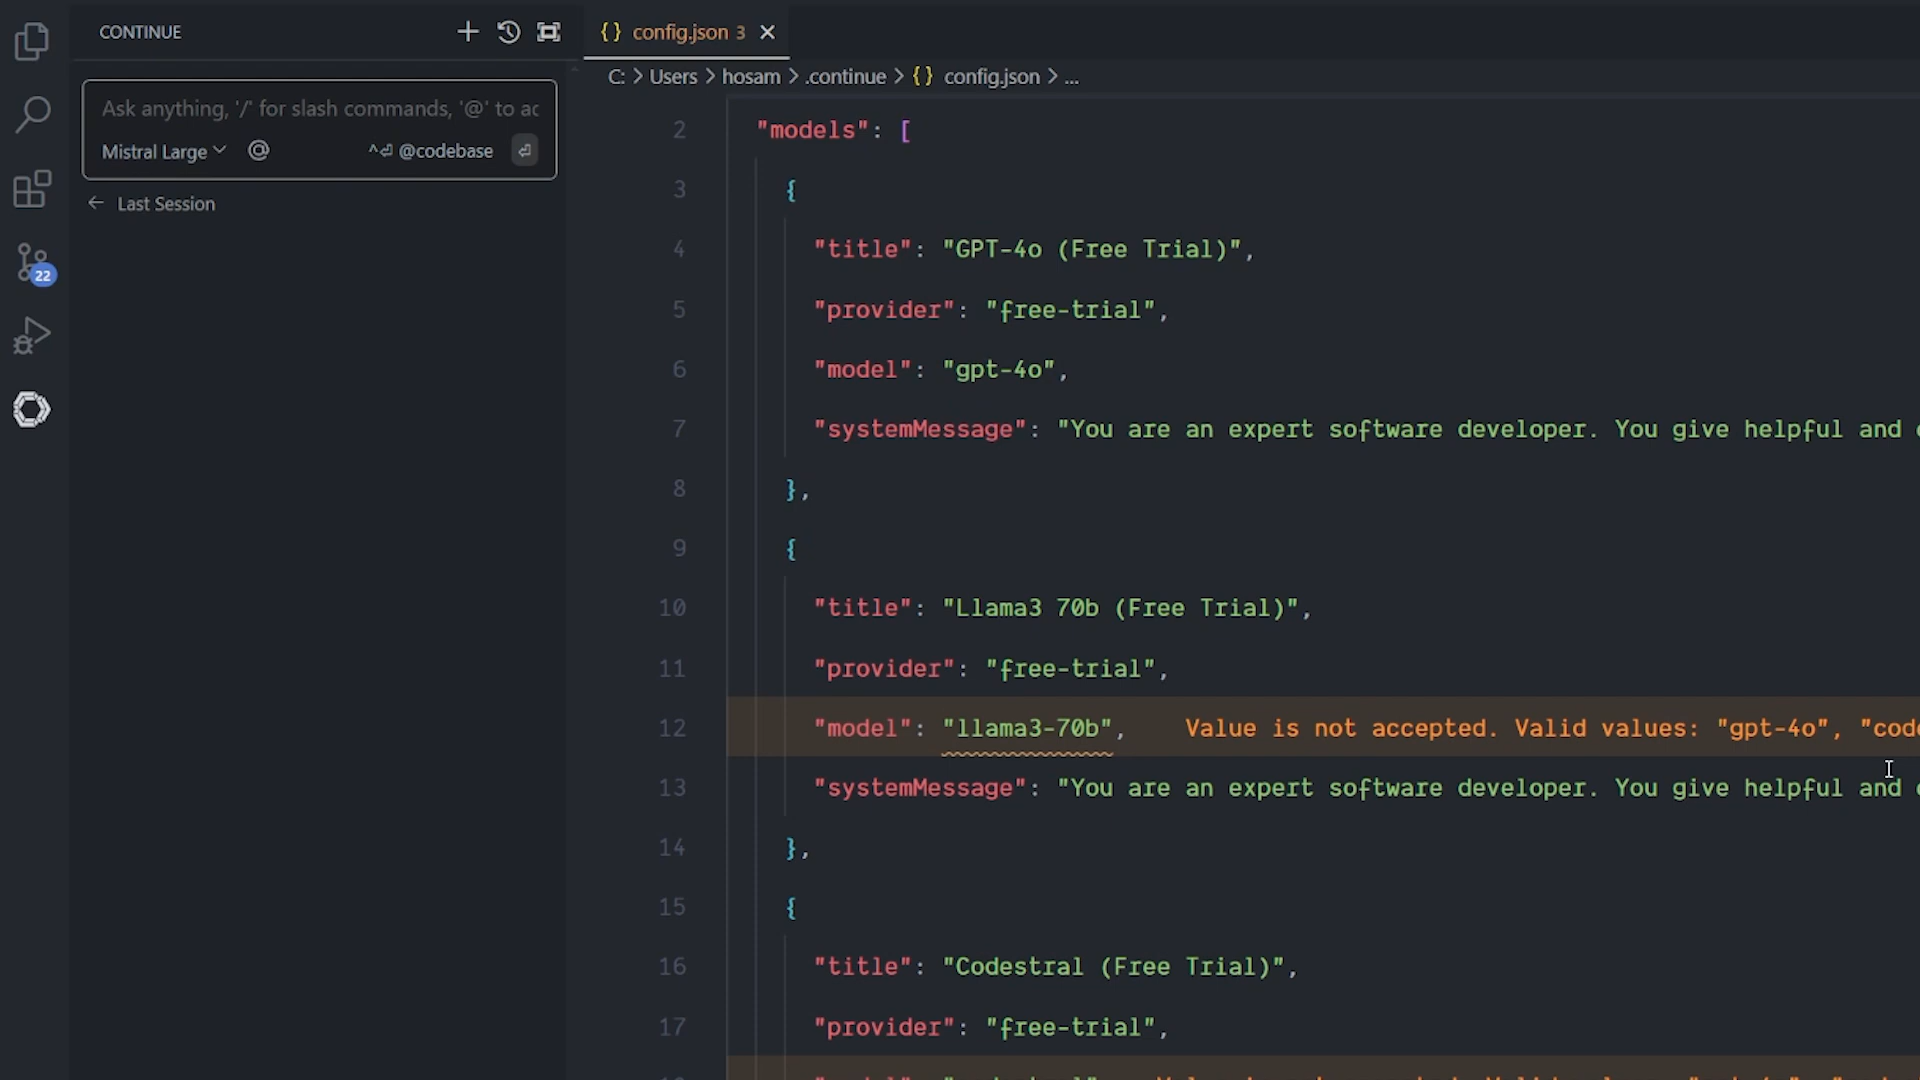 CONTINUE
Ask anything, '/' for slash commands, '@' to ac
Mistral Large @ ^⏎ @codebase ⏎
← Last Session
22
{} config.json 3 ×
C: > Users > hosam > .continue > {} config.json > ...
2 "models": [
3 {
4 "title": "GPT-4o (Free Trial)",
5 "provider": "free-trial",
6 "model": "gpt-4o",
7 "systemMessage": "You are an expert software developer. You give helpful and
8 },
9 {
10 "title": "Llama3 70b (Free Trial)",
11 "provider": "free-trial",
12 "model": "llama3-70b", Value is not accepted. Valid values: "gpt-4o", "cod
13 "systemMessage": "You are an expert software developer. You give helpful and
14 },
15 {
16 "title": "Codestral (Free Trial)",
17 "provider": "free-trial",